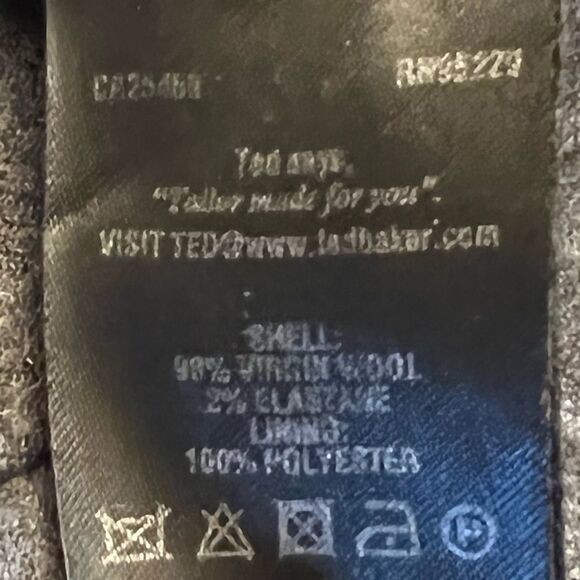 Ted says,
"Tailor made for you".
VISIT TED@www.tedbaker.com
SHELL:
98% VIRGIN WOOL
2% ELASTANE
LINING:
100% POLYESTER